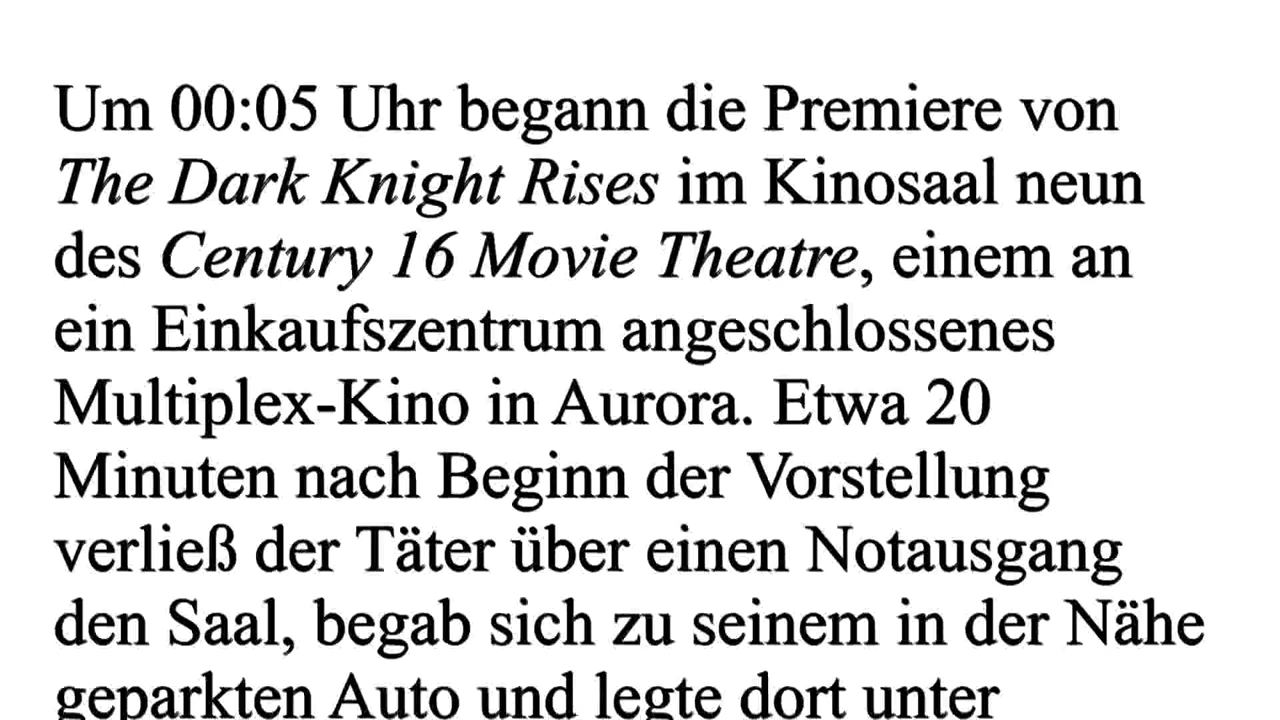 Um 00:05 Uhr begann die Premiere von
The Dark Knight Rises im Kinosaal neun
des Century 16 Movie Theatre, einem an
ein Einkaufszentrum angeschlossenes
Multiplex-Kino in Aurora. Etwa 20
Minuten nach Beginn der Vorstellung
verließ der Täter über einen Notausgang
den Saal, begab sich zu seinem in der Nähe
geparkten Auto und legte dort unter